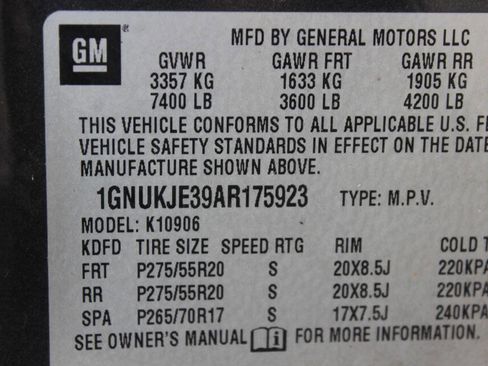 GM
MFD BY GENERAL MOTORS LLC
GVWR GAWR FRT GAWR RR
3357 KG 1633 KG 1905 KG
7400 LB 3600 LB 4200 LB
THIS VEHICLE CONFORMS TO ALL APPLICABLE U.S. FE
VEHICLE SAFETY STANDARDS IN EFFECT ON THE DATE
MANUFACTURE SHOWN ABOVE.
1GNUKJE39AR175923 TYPE: M.P.V.
MODEL: K10906
KDFD TIRE SIZE SPEED RTG RIM COLD T
FRT P275/55R20 S 20X8.5J 220KPA
RR P275/55R20 S 20X8.5J 220KPA
SPA P265/70R17 S 17X7.5J 240KPA
SEE OWNER'S MANUAL FOR MORE INFORMATION.